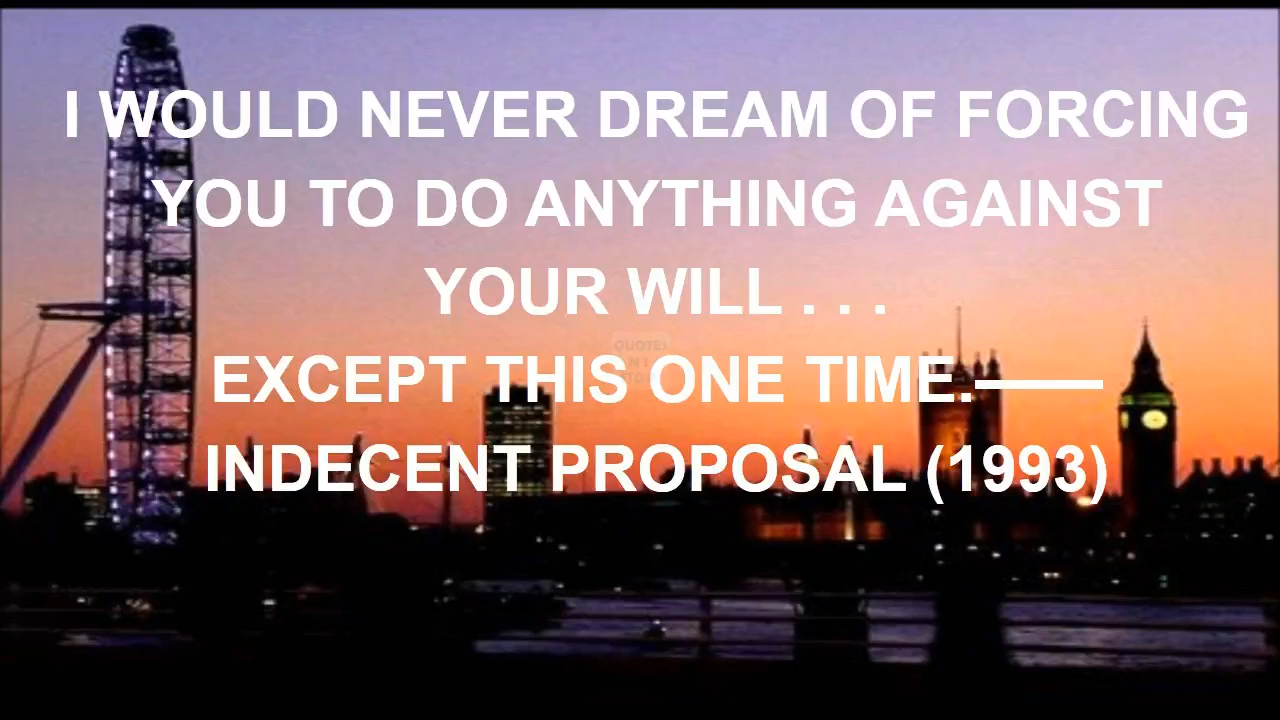 I WOULD NEVER DREAM OF FORCING
YOU TO DO ANYTHING AGAINST
YOUR WILL . . .
EXCEPT THIS ONE TIME.——
INDECENT PROPOSAL (1993)